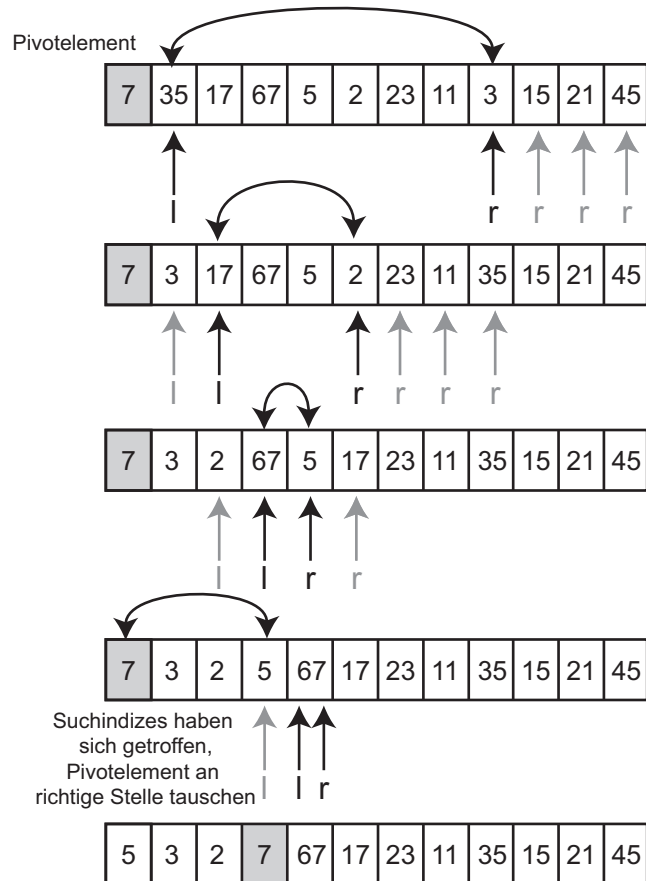 Pivotelement
7 35 17 67 5 2 23 11 3 15 21 45
l r r r r
7 3 17 67 5 2 23 11 35 15 21 45
l l r r r r
7 3 2 67 5 17 23 11 35 15 21 45
l l r r
7 3 2 5 67 17 23 11 35 15 21 45
Suchindizes haben
sich getroffen,
Pivotelement an
richtige Stelle tauschen
l l r
5 3 2 7 67 17 23 11 35 15 21 45